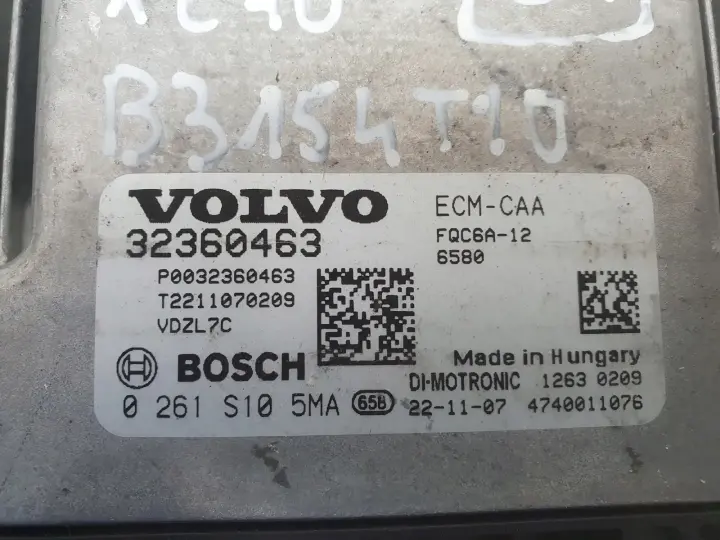 XC40
B3154T10
VOLVO
ECM-CAA
32360463
FQC6A-12
6580
P0032360463
T2211070209
VDZL7C
BOSCH
Made in Hungary
DI-MOTRONIC 1263 0209
0 261 S10 5MA 65B 22-11-07 4740011076